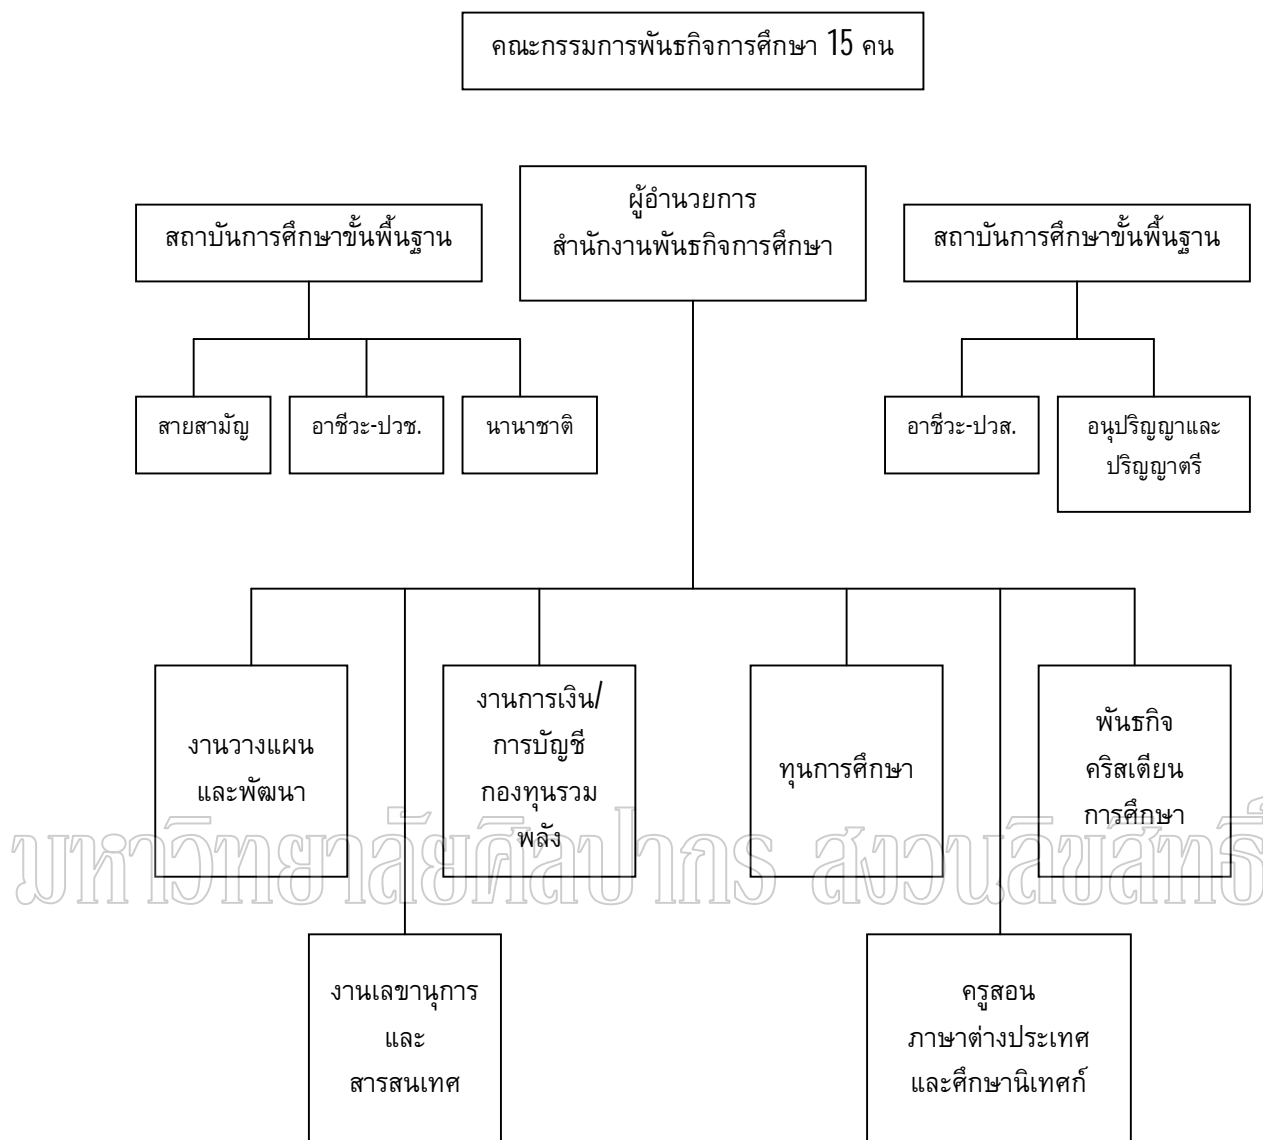 คณะกรรมการพันธกิจการศึกษา 15 คน
ผู้อำนวยการ
สำนักงานพันธกิจการศึกษา
สถาบันการศึกษาขั้นพื้นฐาน
สถาบันการศึกษาขั้นพื้นฐาน
สายสามัญ
อาชีวะ-ปวช.
นานาชาติ
อาชีวะ-ปวส.
อนุปริญญาและ
ปริญญาตรี
งานวางแผน
และพัฒนา
งานการเงิน/
การบัญชี
กองทุนรวม
พลัง
ทุนการศึกษา
พันธกิจ
คริสเตียน
การศึกษา
มหาวิทยาลัยศิลปากร สงวนลิขสิทธิ์
งานเลขานุการ
และ
สารสนเทศ
ครูสอน
ภาษาต่างประเทศ
และศึกษานิเทศก์